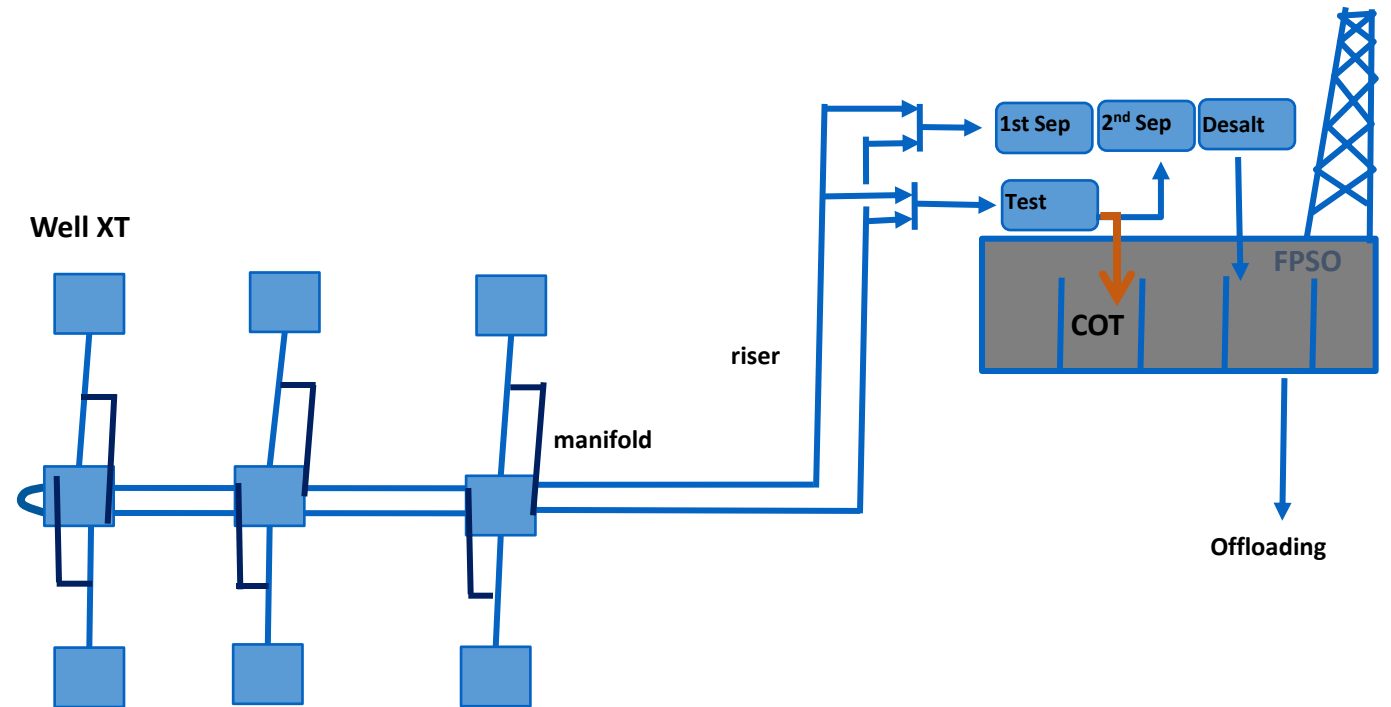 1st Sep
2nd Sep
Desalt
Test
Well XT
FPSO
COT
riser
manifold
Offloading